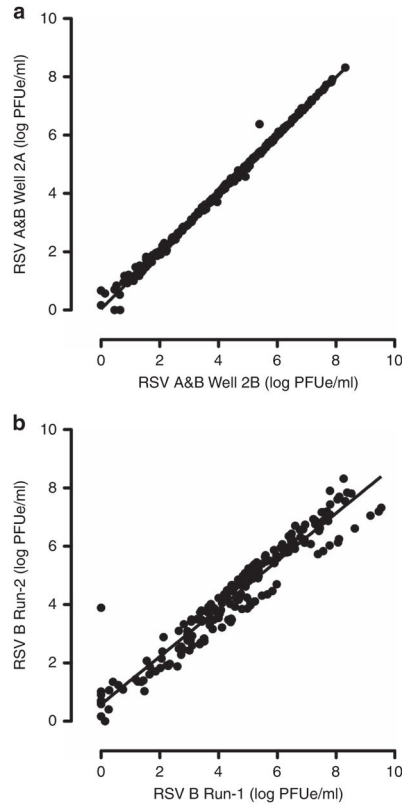 a
10
8
6
4
2
0
RSV A&B Well 2A (log PFUe/ml)
0 2 4 6 8 10
RSV A&B Well 2B (log PFUe/ml)
b
10
8
6
4
2
0
RSV B Run-2 (log PFUe/ml)
0 2 4 6 8 10
RSV B Run-1 (log PFUe/ml)